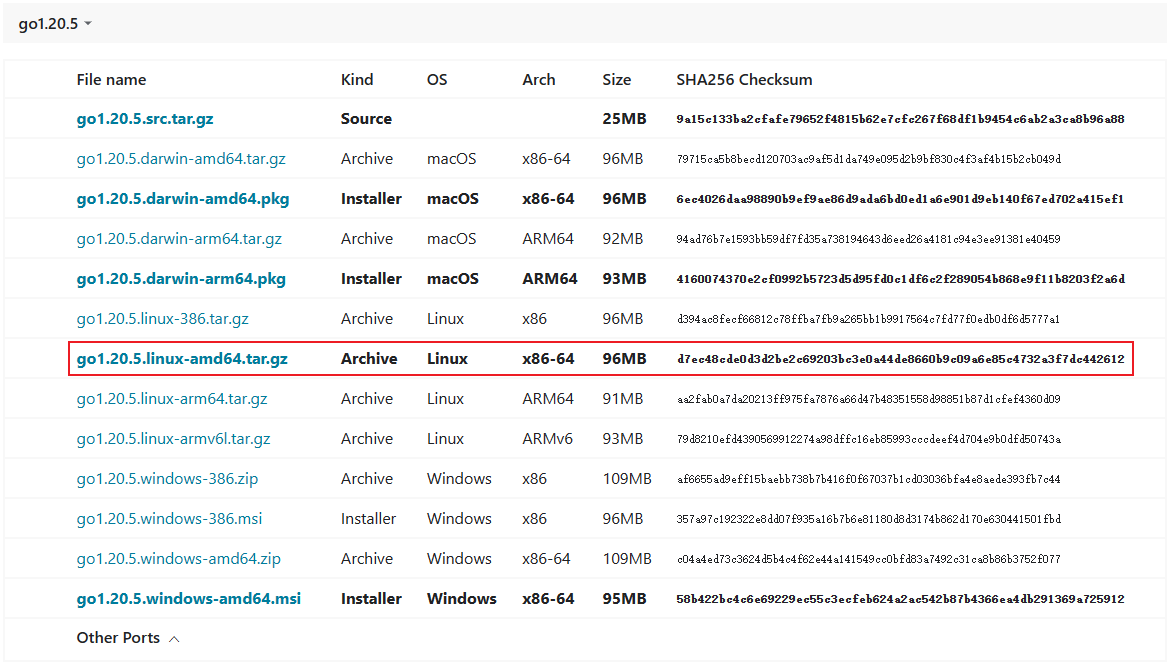 go1.20.5
File name Kind OS Arch Size SHA256 Checksum
go1.20.5.src.tar.gz Source 25MB 9a15c133ba2cfafe79652f4815b62e7cfc267f68df1b9454c6ab2a3ca8b96a88
go1.20.5.darwin-amd64.tar.gz Archive macOS x86-64 96MB 79715ca5b8becd120703ac9af5d1da749e095d2b9bf830c4f3af4b15b2cb049d
go1.20.5.darwin-amd64.pkg Installer macOS x86-64 96MB 6ec4026daa98890b9ef9ae86d9ada6bd0ed1a6e901d9eb140f67ed702a415ef1
go1.20.5.darwin-arm64.tar.gz Archive macOS ARM64 92MB 94ad76b7e1593bb59df7fd35a738194643d6eed26a4181c94e3ee91381e40459
go1.20.5.darwin-arm64.pkg Installer macOS ARM64 93MB 4160074370e2cf0992b5723d5d95fd0c1df6c2f289054b868e9f11b8203f2a6d
go1.20.5.linux-386.tar.gz Archive Linux x86 96MB d394ac8fecf66812c78ffba7fb9a265bb1b9917564c7fd77f0edb0df6d5777a1
go1.20.5.linux-amd64.tar.gz Archive Linux x86-64 96MB d7ec48cde0d3d2be2c69203bc3e0a44de8660b9c09a6e85c4732a3f7dc442612
go1.20.5.linux-arm64.tar.gz Archive Linux ARM64 91MB aa2fab0a7da20213ff975fa7876a66d47b48351558d98851b87d1cfef4360d09
go1.20.5.linux-armv6l.tar.gz Archive Linux ARMv6 93MB 79d8210efd4390569912274a98dffc16eb85993cccdeef4d704e9b0dfd50743a
go1.20.5.windows-386.zip Archive Windows x86 109MB af6655ad9eff15baebb738b7b416f0f67037b1cd03036bfa4e8aede393fb7c44
go1.20.5.windows-386.msi Installer Windows x86 96MB 357a97c192322e8dd07f935a16b7b6e81180d8d3174b862d170e630441501fbd
go1.20.5.windows-amd64.zip Archive Windows x86-64 109MB c04a4ed73c3624d5b4c4f62e44a141549cc0bfd83a7492c31ca8b86b3752f077
go1.20.5.windows-amd64.msi Installer Windows x86-64 95MB 58b422bc4c6e69229ec55c3ecfeb624a2ac542b87b4366ea4db291369a725912
Other Ports